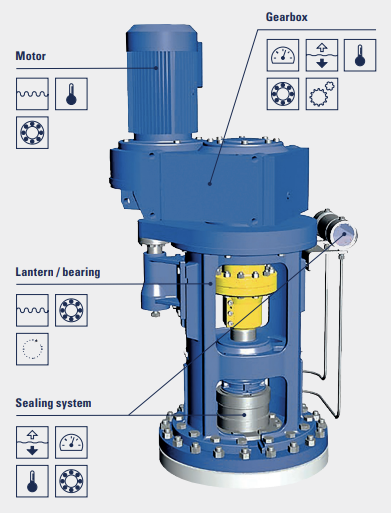 Gearbox
Motor
Lantern / bearing
Sealing system